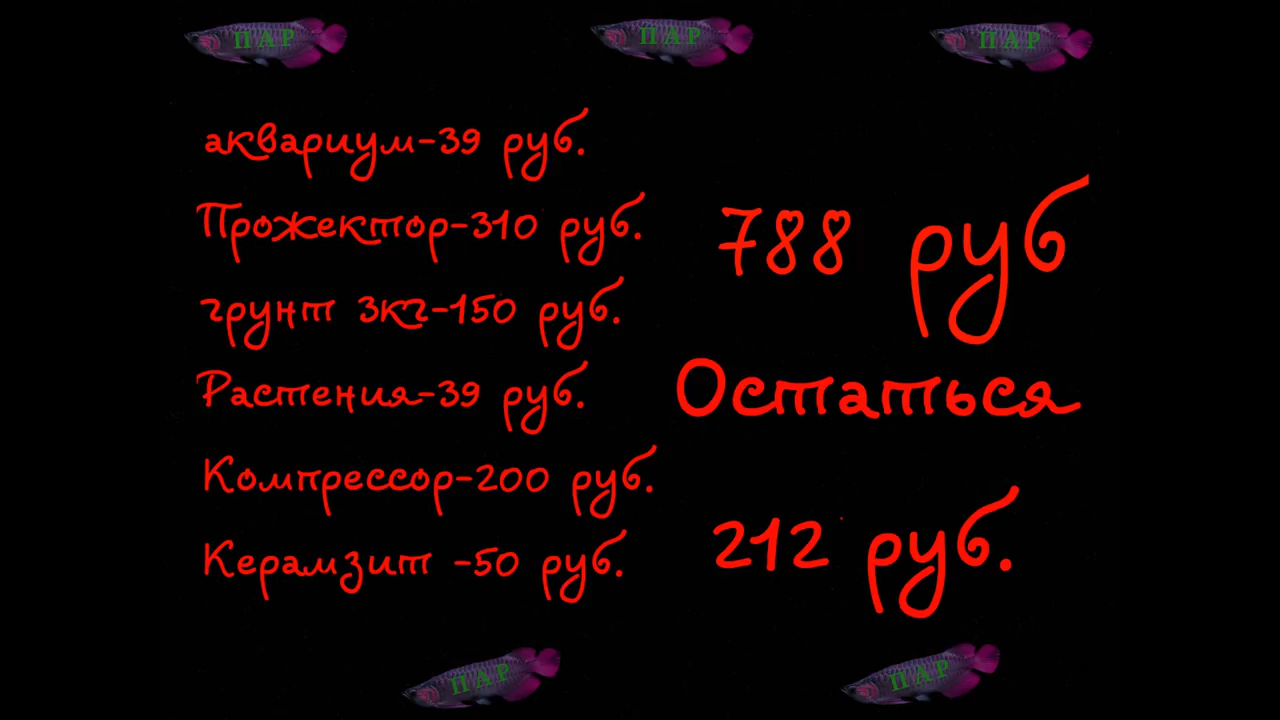 ПАР
ПАР
ПАР
аквариум-39 руб.
Прожектор-310 руб.
грунт 3кг-150 руб.
Растения-39 руб.
Компрессор-200 руб.
Керамзит -50 руб.
788 руб
Остаться
212 руб.
ПАР
ПАР